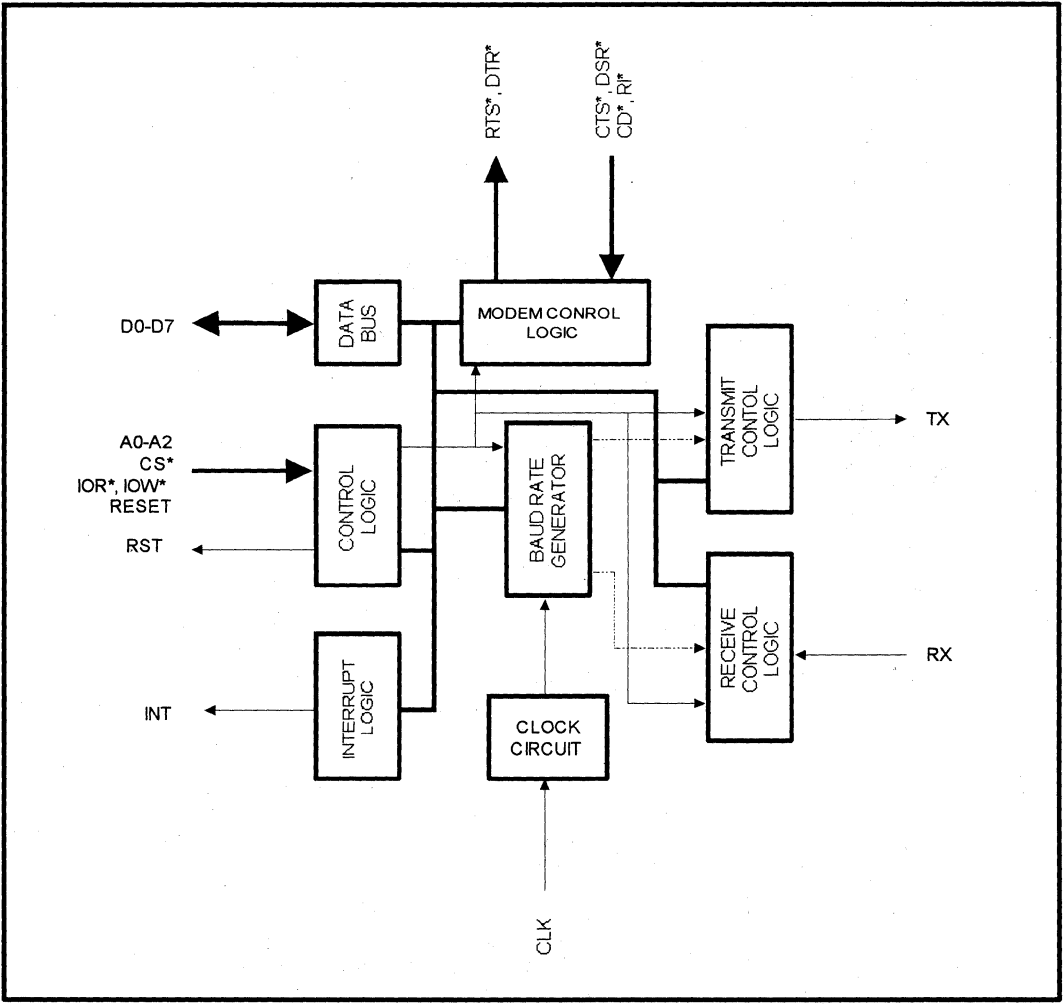 RTS*, DTR*
CTS*, DSR*
CD*, RI*
D0-D7
DATA
BUS
MODEM CONROL
LOGIC
TRANSMIT
CONTOL
LOGIC
TX
A0-A2
CS*
IOR*, IOW*
RESET
RST
CONTROL
LOGIC
BAUD RATE
GENERATOR
RECEIVE
CONTROL
LOGIC
RX
INT
INTERRUPT
LOGIC
CLOCK
CIRCUIT
CLK